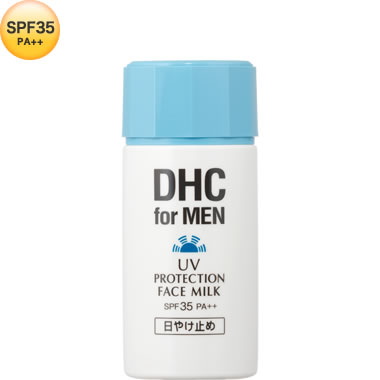 SPF35
PA++
DHC
for MEN
UV
PROTECTION
FACE MILK
SPF35 PA++
日やけ止め